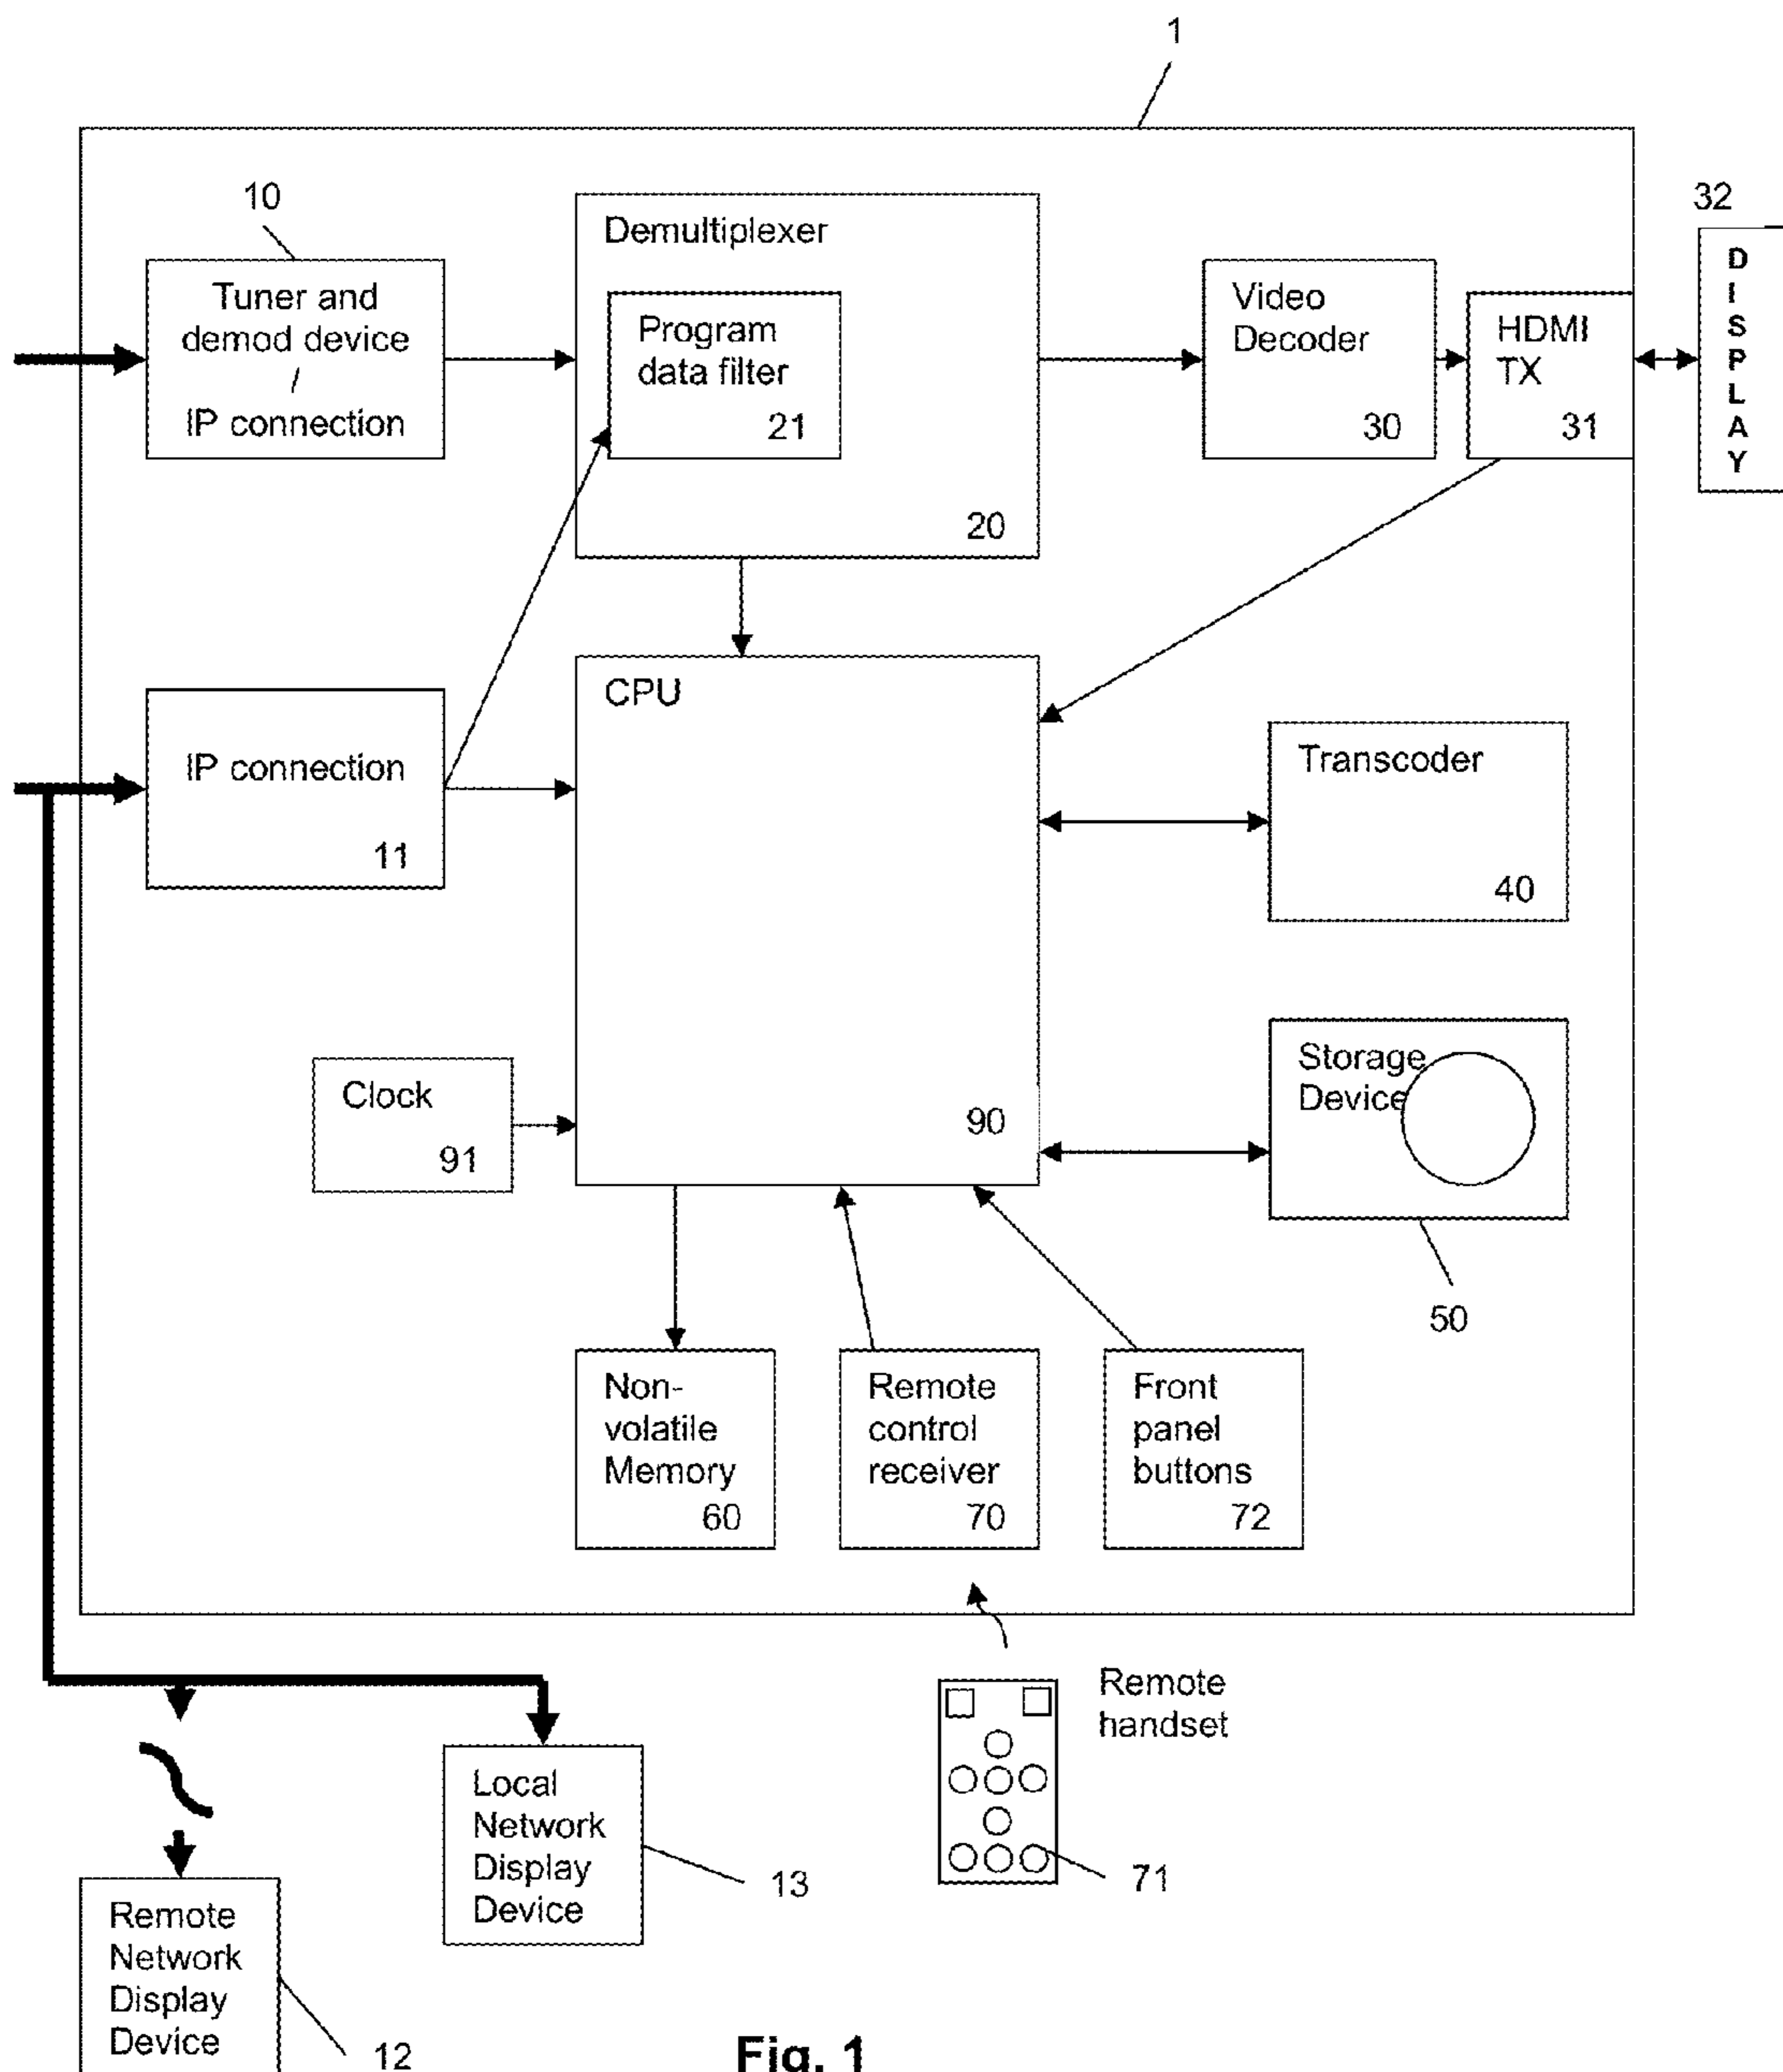 1
10
Tuner and
demod device
/
IP connection
Demultiplexer
Program
data filter
21
20
Video
Decoder
30
HDMI
TX
31
32
D
I
S
P
L
A
Y
IP connection
11
CPU
90
Transcoder
40
Clock
91
Storage
Device
50
Non-
volatile
Memory
60
Remote
control
receiver
70
Front
panel
buttons
72
Remote
handset
71
Local
Network
Display
Device
13
Remote
Network
Display
Device
12
Fig. 1